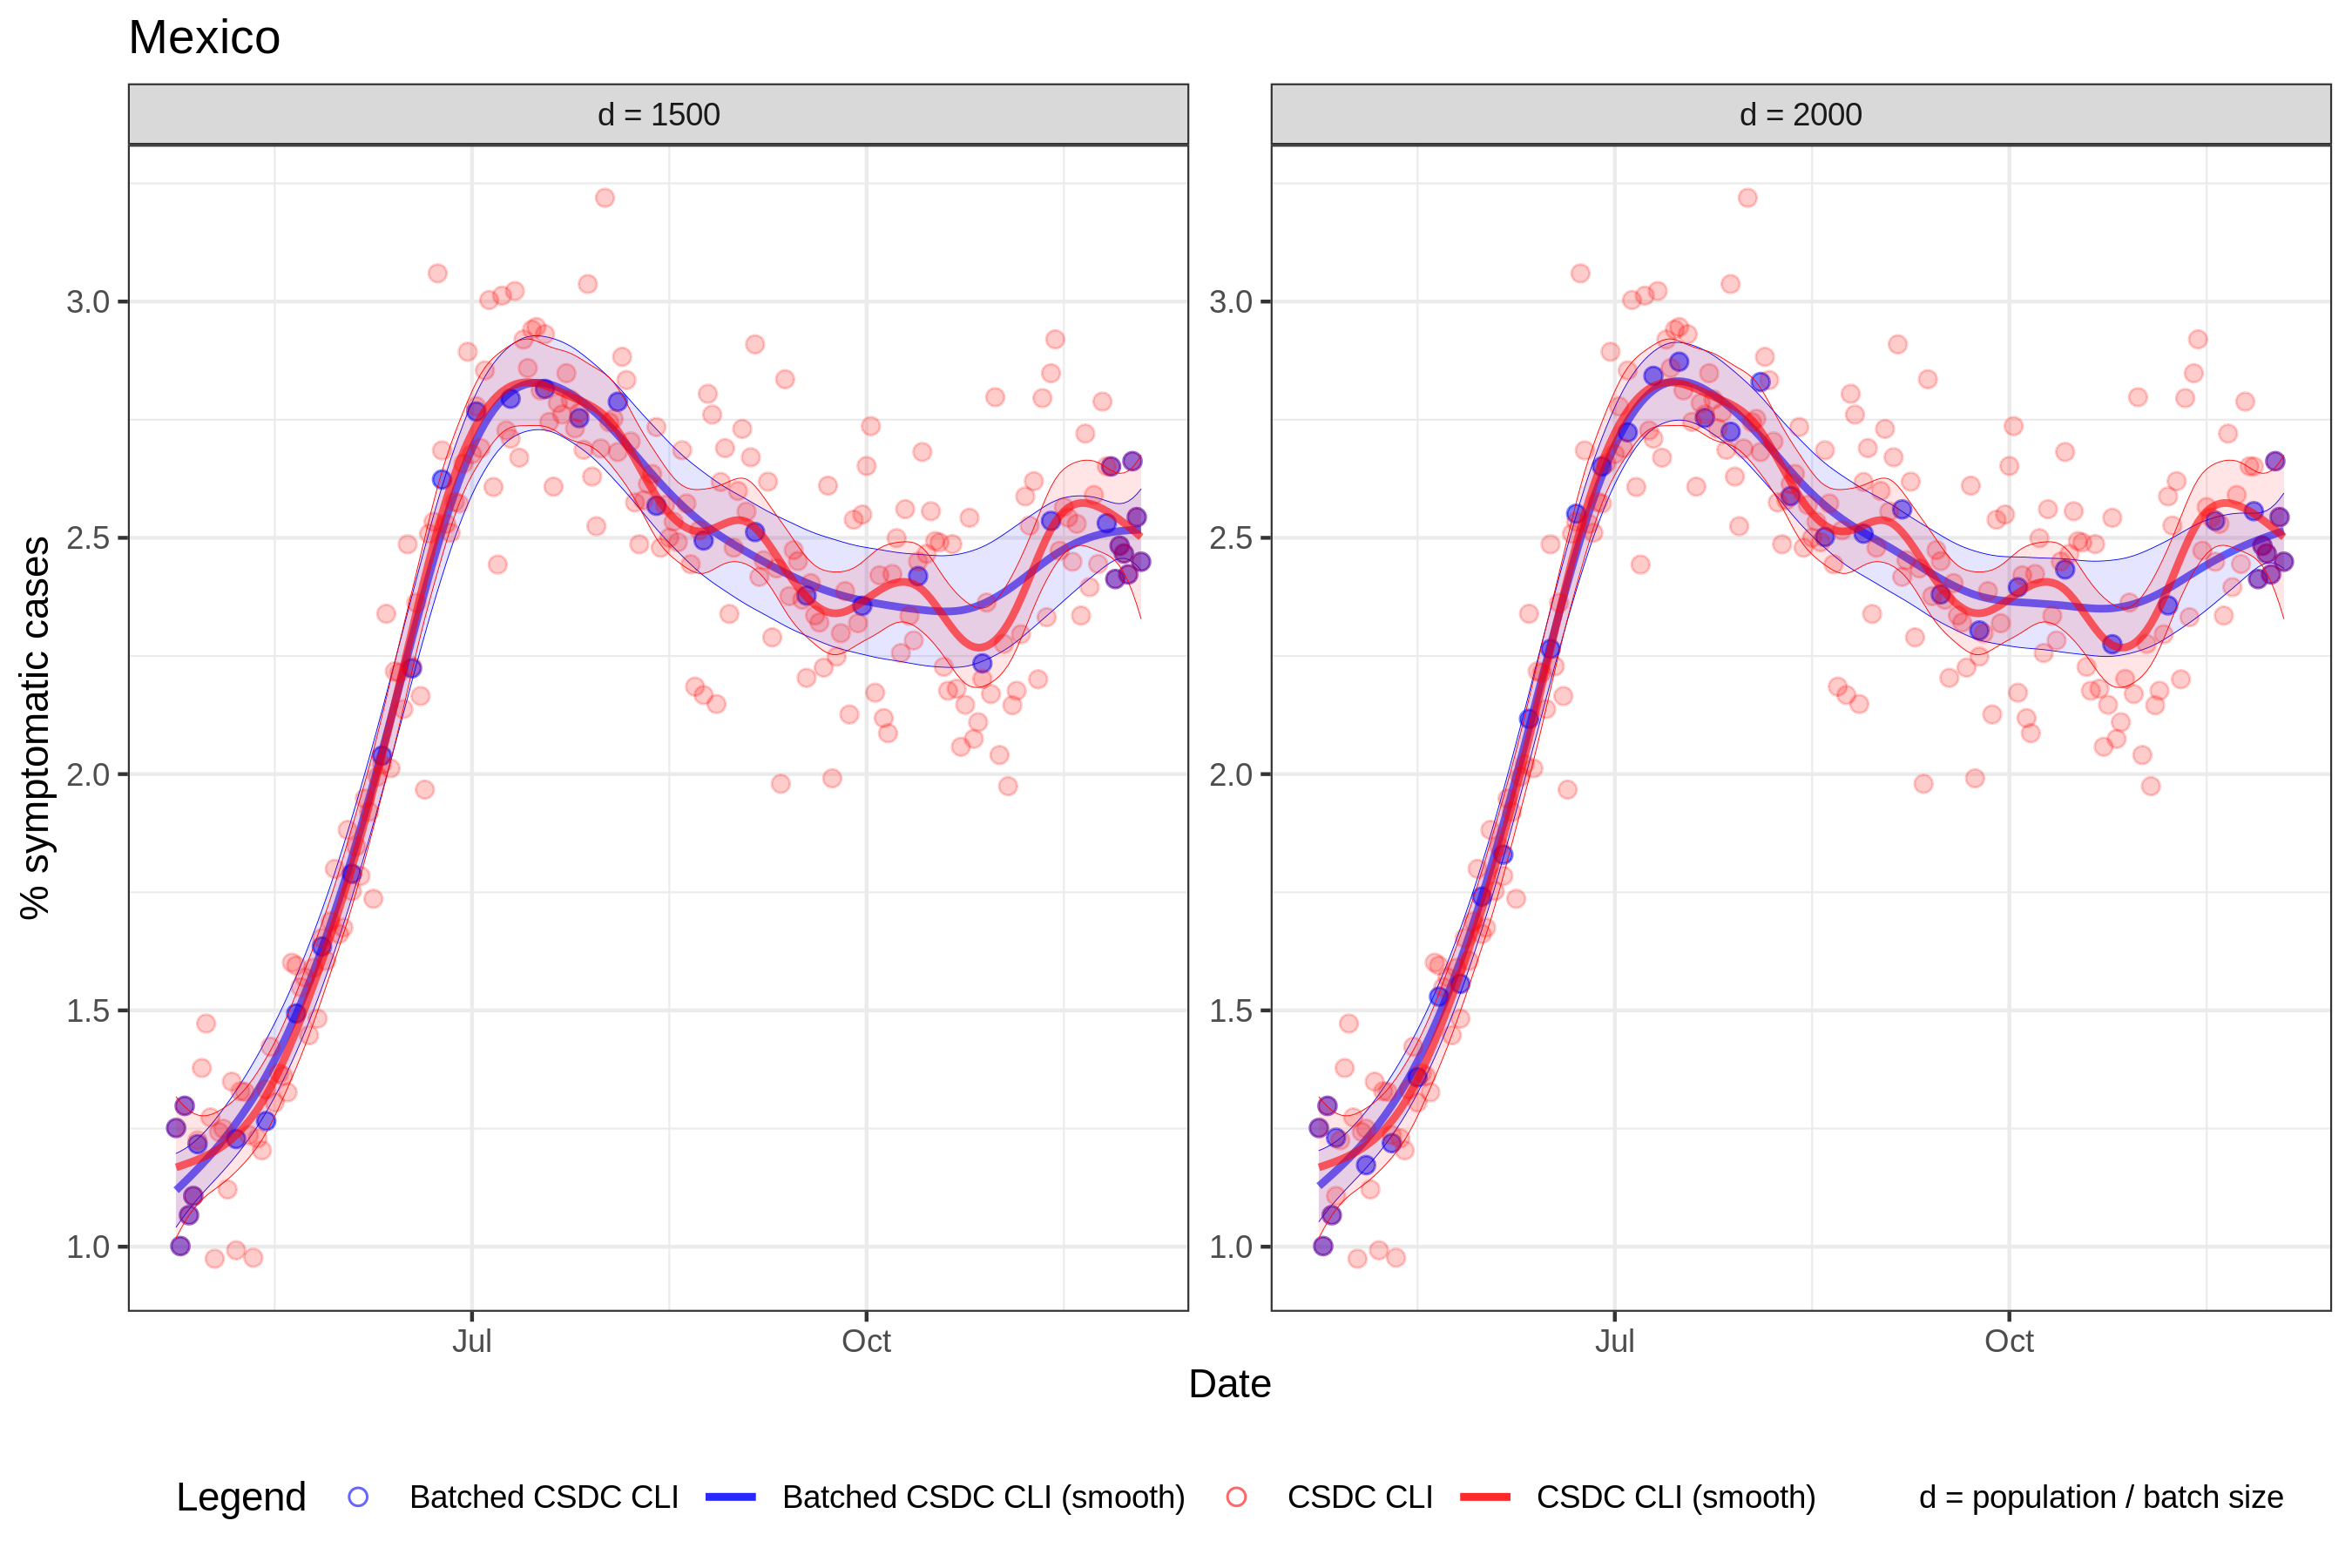 Mexico
d = 1500
d = 2000
% symptomatic cases
3.0
2.5
2.0
1.5
1.0
3.0
2.5
2.0
1.5
1.0
Jul
Oct
Jul
Oct
Date
Legend Batched CSDC CLI Batched CSDC CLI (smooth) CSDC CLI CSDC CLI (smooth) d = population / batch size